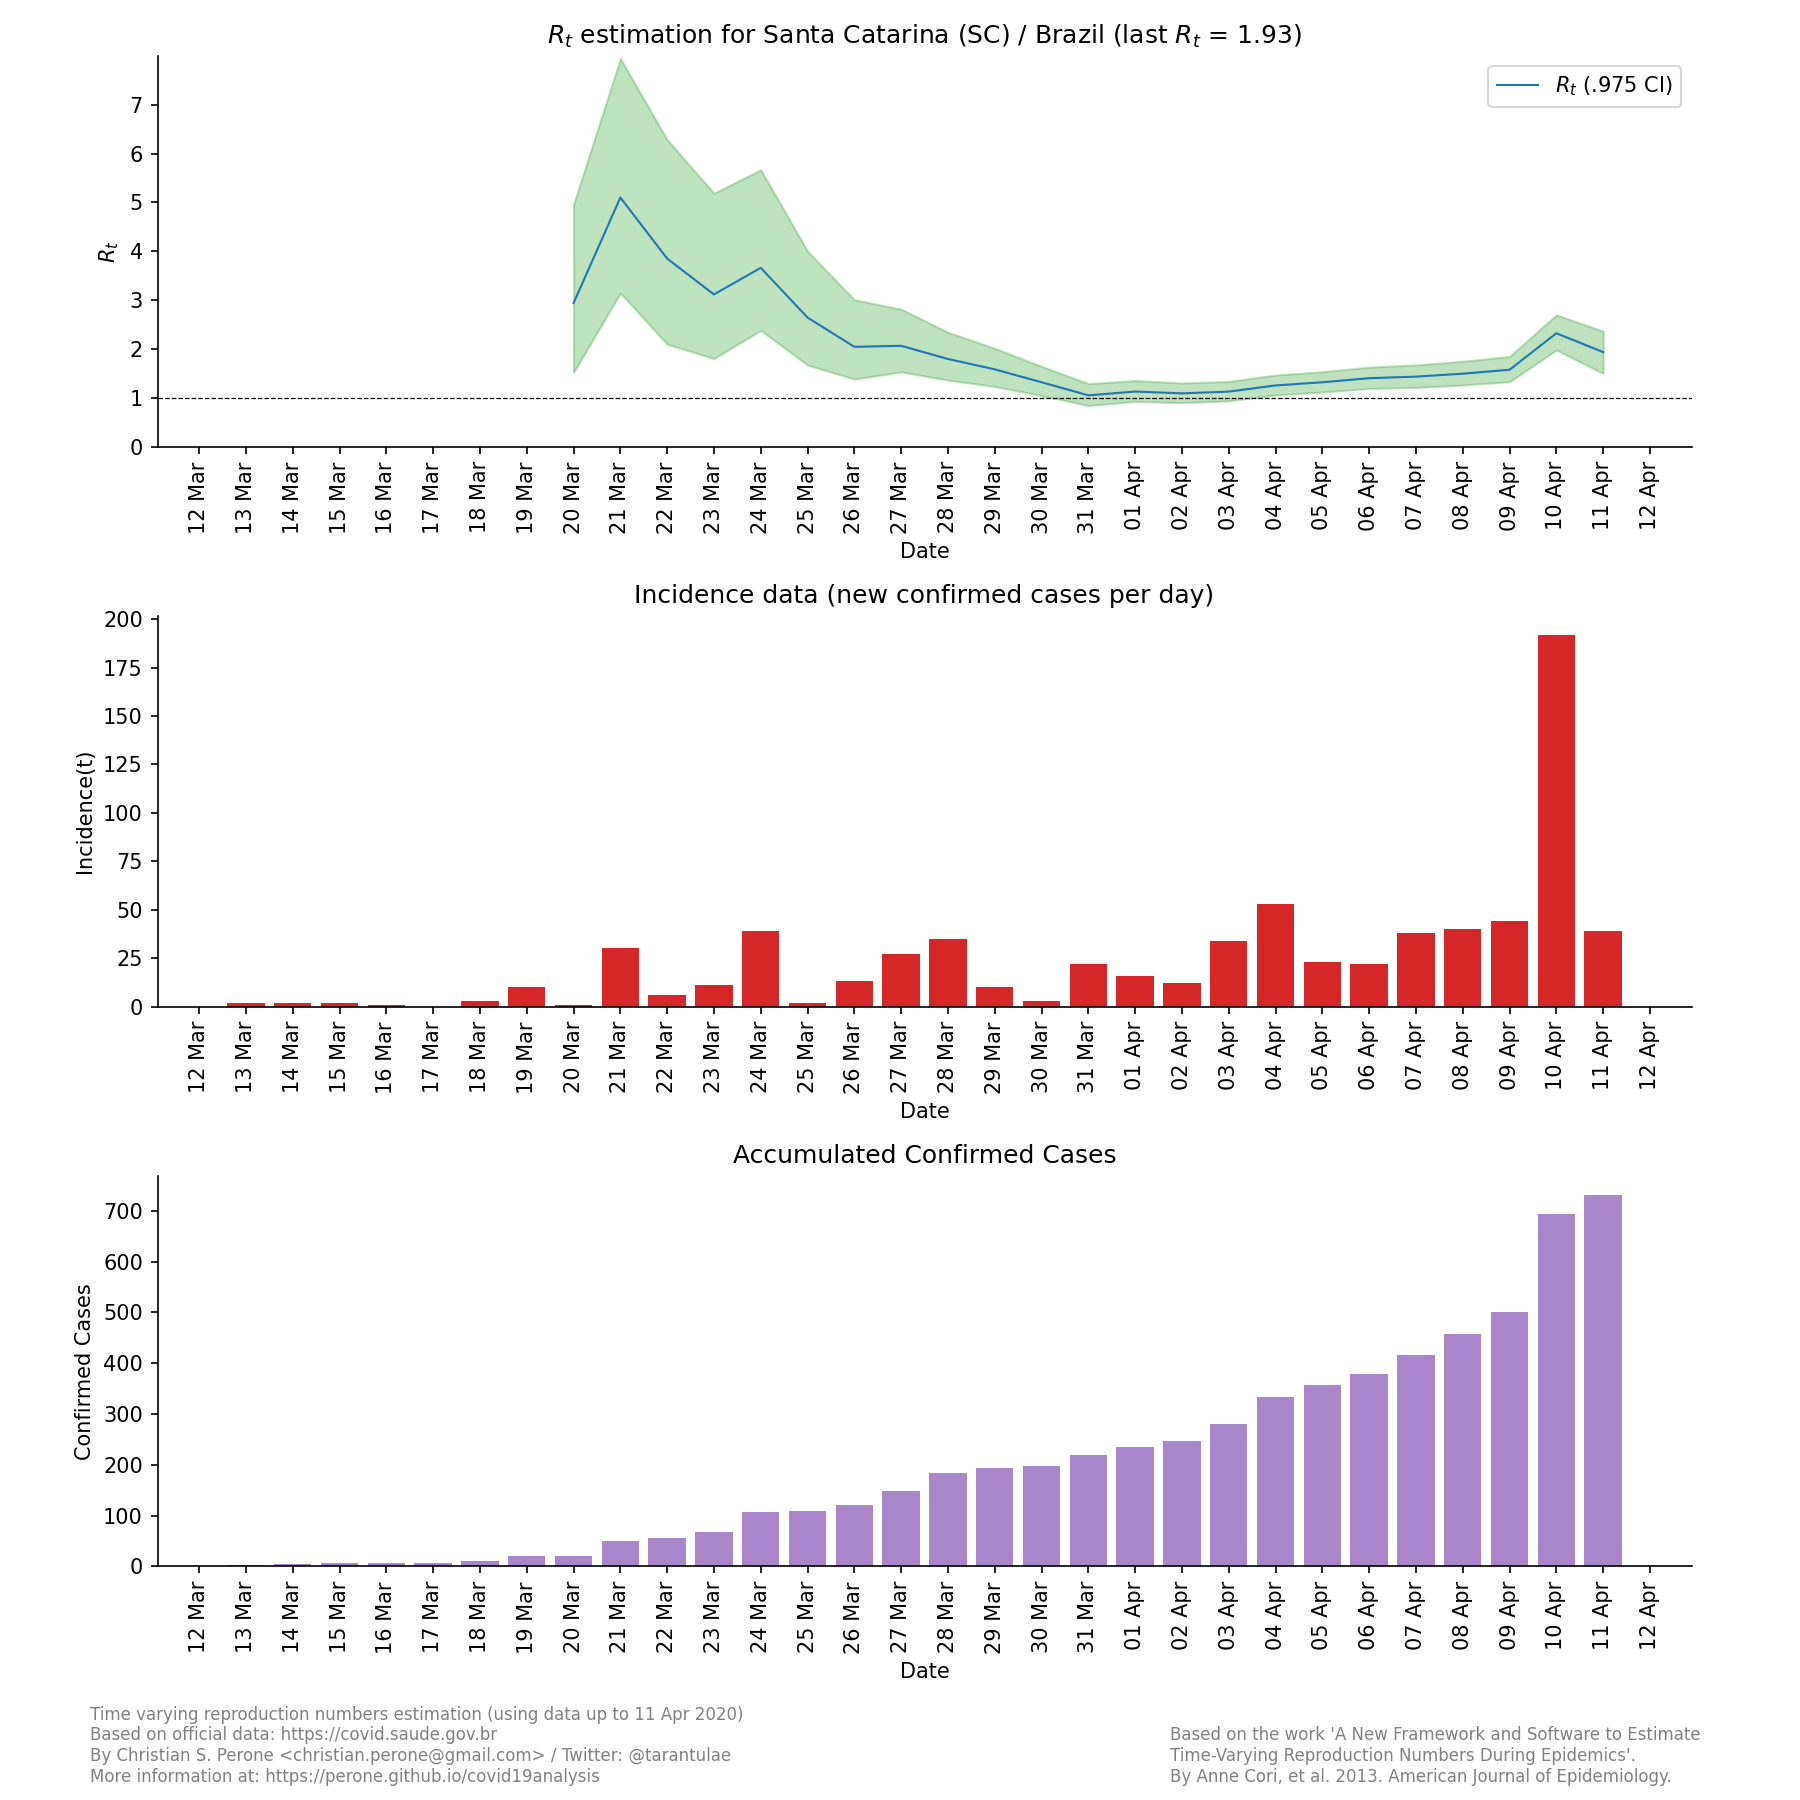 Rt estimation for Santa Catarina (SC) / Brazil (last Rt = 1.93)
Rt (.975 CI)
7
6
5
4
3
2
1
0
Rt
12 Mar 13 Mar 14 Mar 15 Mar 16 Mar 17 Mar 18 Mar 19 Mar 20 Mar 21 Mar 22 Mar 23 Mar 24 Mar 25 Mar 26 Mar 27 Mar 28 Mar 29 Mar 30 Mar 31 Mar 01 Apr 02 Apr 03 Apr 04 Apr 05 Apr 06 Apr 07 Apr 08 Apr 09 Apr 10 Apr 11 Apr 12 Apr
Date
Incidence data (new confirmed cases per day)
200
175
150
125
100
75
50
25
0
Incidence(t)
12 Mar 13 Mar 14 Mar 15 Mar 16 Mar 17 Mar 18 Mar 19 Mar 20 Mar 21 Mar 22 Mar 23 Mar 24 Mar 25 Mar 26 Mar 27 Mar 28 Mar 29 Mar 30 Mar 31 Mar 01 Apr 02 Apr 03 Apr 04 Apr 05 Apr 06 Apr 07 Apr 08 Apr 09 Apr 10 Apr 11 Apr 12 Apr
Date
Accumulated Confirmed Cases
700
600
500
400
300
200
100
0
Confirmed Cases
12 Mar 13 Mar 14 Mar 15 Mar 16 Mar 17 Mar 18 Mar 19 Mar 20 Mar 21 Mar 22 Mar 23 Mar 24 Mar 25 Mar 26 Mar 27 Mar 28 Mar 29 Mar 30 Mar 31 Mar 01 Apr 02 Apr 03 Apr 04 Apr 05 Apr 06 Apr 07 Apr 08 Apr 09 Apr 10 Apr 11 Apr 12 Apr
Date
Time varying reproduction numbers estimation (using data up to 11 Apr 2020)
Based on official data: https://covid.saude.gov.br
By Christian S. Perone <christian.perone@gmail.com> / Twitter: @tarantulae
More information at: https://perone.github.io/covid19analysis
Based on the work 'A New Framework and Software to Estimate
Time-Varying Reproduction Numbers During Epidemics'.
By Anne Cori, et al. 2013. American Journal of Epidemiology.